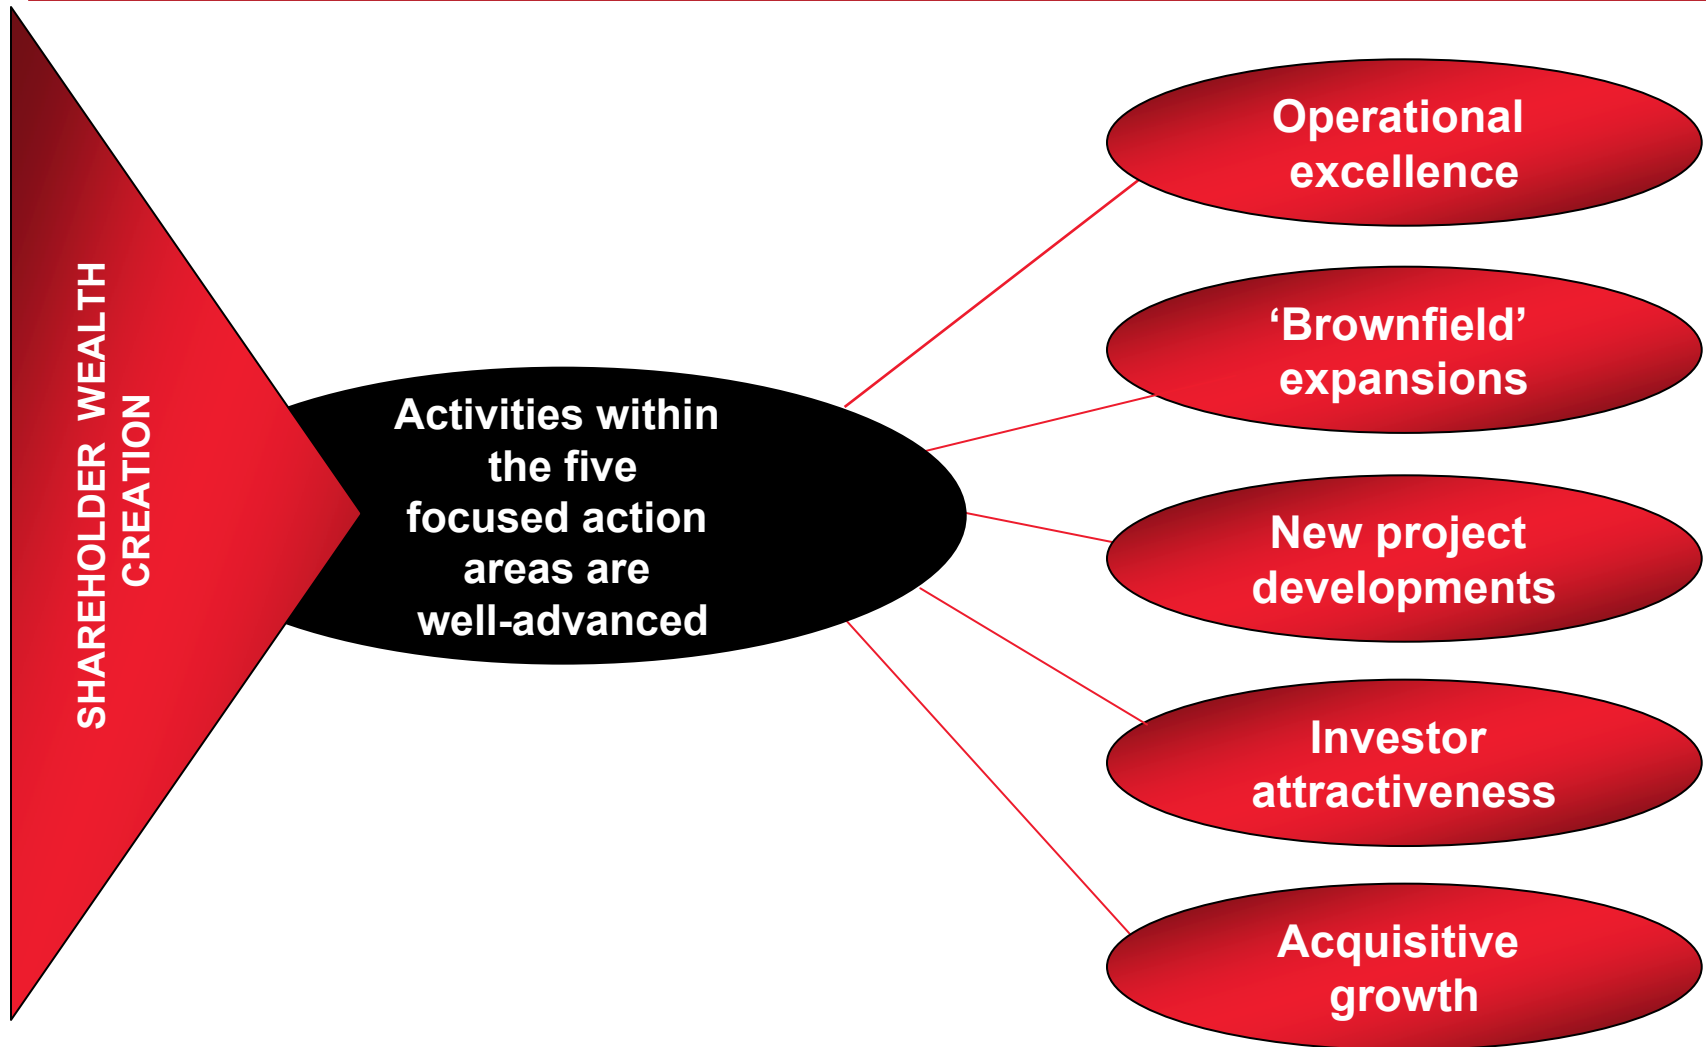 SHAREHOLDER WEALTH
CREATION
Activities within
the five
focused action
areas are
well-advanced
Operational
excellence
‘Brownfield’
expansions
New project
developments
Investor
attractiveness
Acquisitive
growth